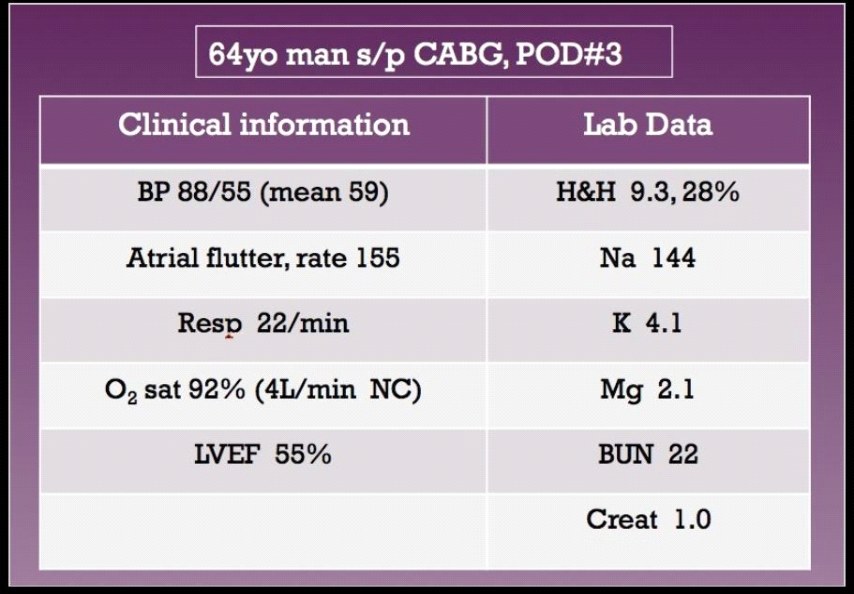 64yo man s/p CABG, POD#3
Clinical information Lab Data
BP 88/55 (mean 59) H&H 9.3, 28%
Atrial flutter, rate 155 Na 144
Resp 22/min K 4.1
O₂ sat 92% (4L/min NC) Mg 2.1
LVEF 55% BUN 22
Creat 1.0